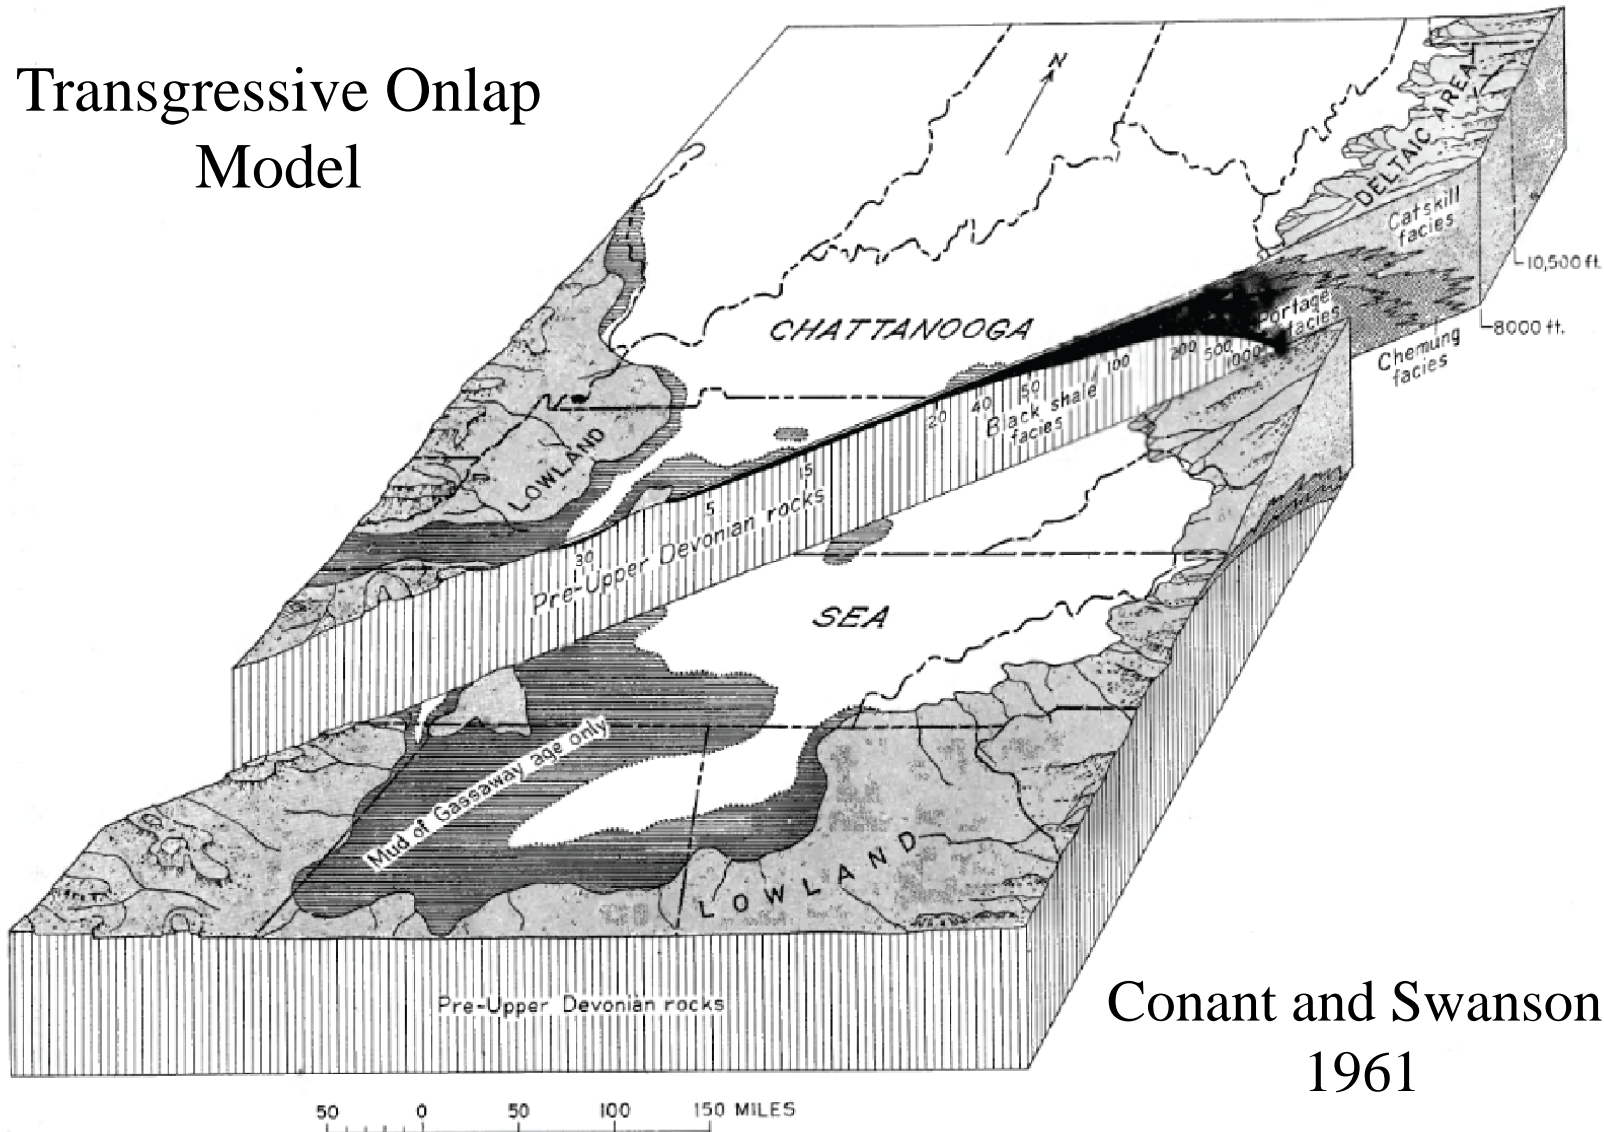 Transgressive Onlap
Model
N
DELTAIC AREA
Catskill
facies
10,500 ft.
Portage
facies
8000 ft.
Chemung
facies
CHATTANOOGA
LOWLAND
30
5
15
20
40
50
100
200
500
1000
Black shale
facies
Pre-Upper Devonian rocks
SEA
Mud of Gassaway age only
LOWLAND
Pre-Upper Devonian rocks
Conant and Swanson
1961
50 0 50 100 150 MILES